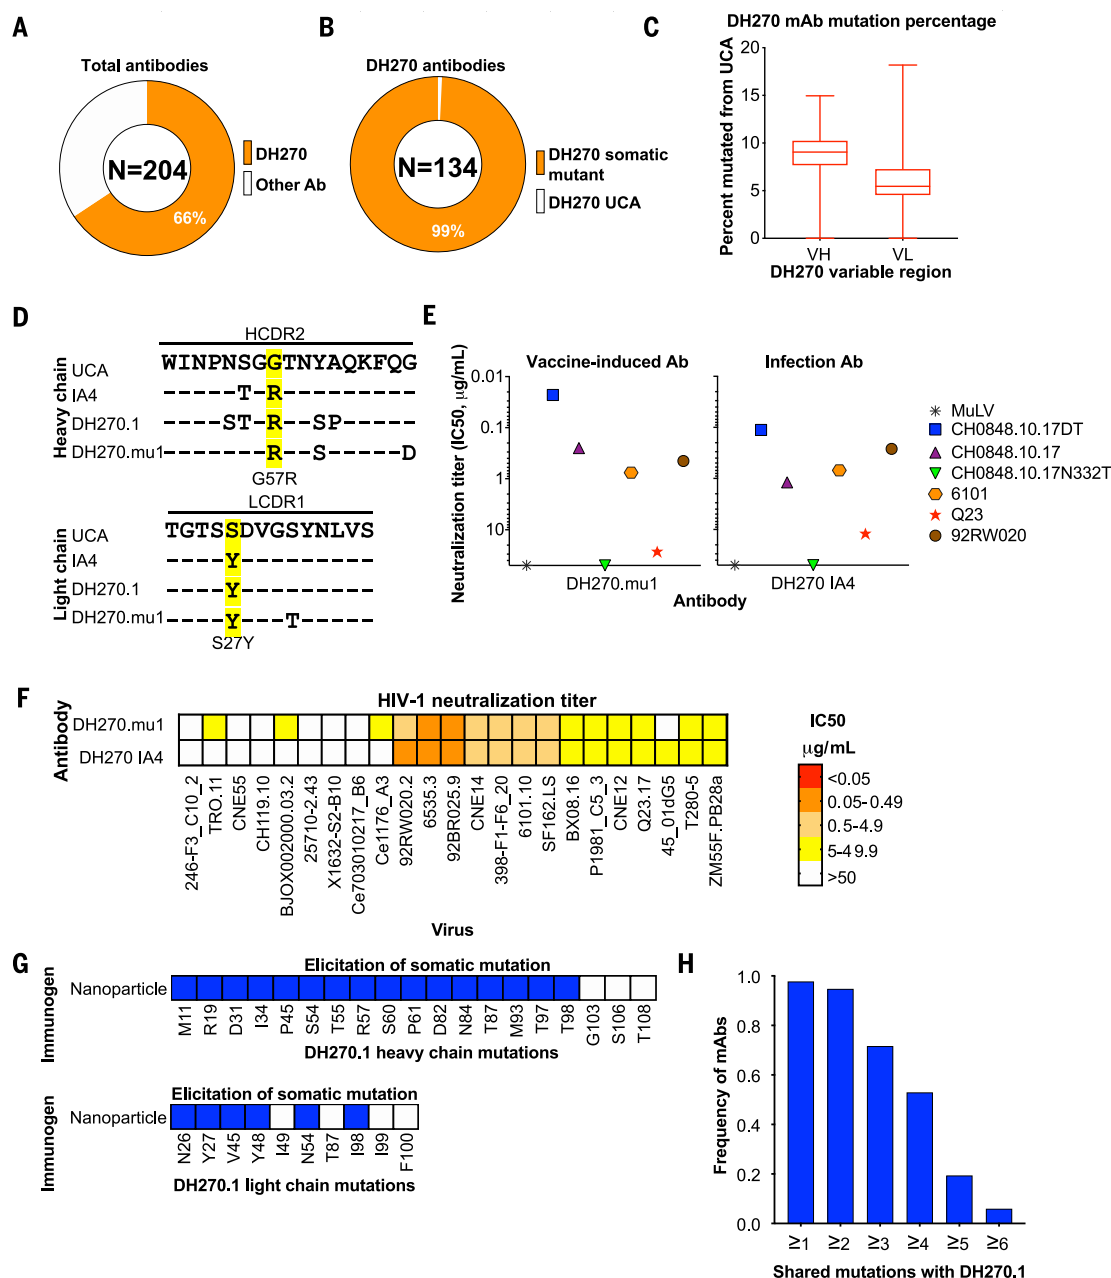 A
Total antibodies
N=204
66%
DH270
Other Ab
B
DH270 antibodies
N=134
99%
DH270 somatic
mutant
DH270 UCA
C
DH270 mAb mutation percentage
Percent mutated from UCA
20
15
10
5
0
VH
VL
DH270 variable region
D
Heavy chain
HCDR2
UCA
WINPNSGGTNYAQKFQG
IA4
---T-R---------
DH270.1
----ST-R--SP-----
DH270.mu1
-------R--S-----D
G57R
Light chain
LCDR1
UCA
TGTSSDVGSYNLVS
IA4
----Y---------
DH270.1
----Y---------
DH270.mu1
----Y---T-----
S27Y
E
Vaccine-induced Ab
Infection Ab
Neutralization titer (IC50, μg/mL)
0.01
0.1
1
10
DH270.mu1
DH270 IA4
Antibody
MuLV
CH0848.10.17DT
CH0848.10.17
CH0848.10.17N332T
6101
Q23
92RW020
F
HIV-1 neutralization titer
Antibody
DH270.mu1
DH270 IA4
246-F3_C10_2
TRO.11
CNE55
CH119.10
BJOX002000.03.2
25710-2.43
X1632-S2-B10
Ce703010217_B6
Ce1176_A3
92RW020.2
6535.3
92BR025.9
CNE14
398-F1-F6_20
6101.10
SF162.LS
BX08.16
P1981_C5_3
CNE12
Q23.17
45_01dG5
T280-5
ZM55F.PB28a
Virus
IC50
μg/mL
<0.05
0.05-0.49
0.5-4.9
5-49.9
>50
G
Elicitation of somatic mutation
Immunogen
Nanoparticle
M11
R19
D31
I34
P45
S54
T55
R57
S60
P61
D82
N84
T87
M93
T97
T98
G103
S106
T108
DH270.1 heavy chain mutations
Elicitation of somatic mutation
Immunogen
Nanoparticle
N26
Y27
V45
Y48
I49
N54
T87
I98
I99
F100
DH270.1 light chain mutations
H
Frequency of mAbs
1.0
0.8
0.6
0.4
0.2
0.0
≥1
≥2
≥3
≥4
≥5
≥6
Shared mutations with DH270.1